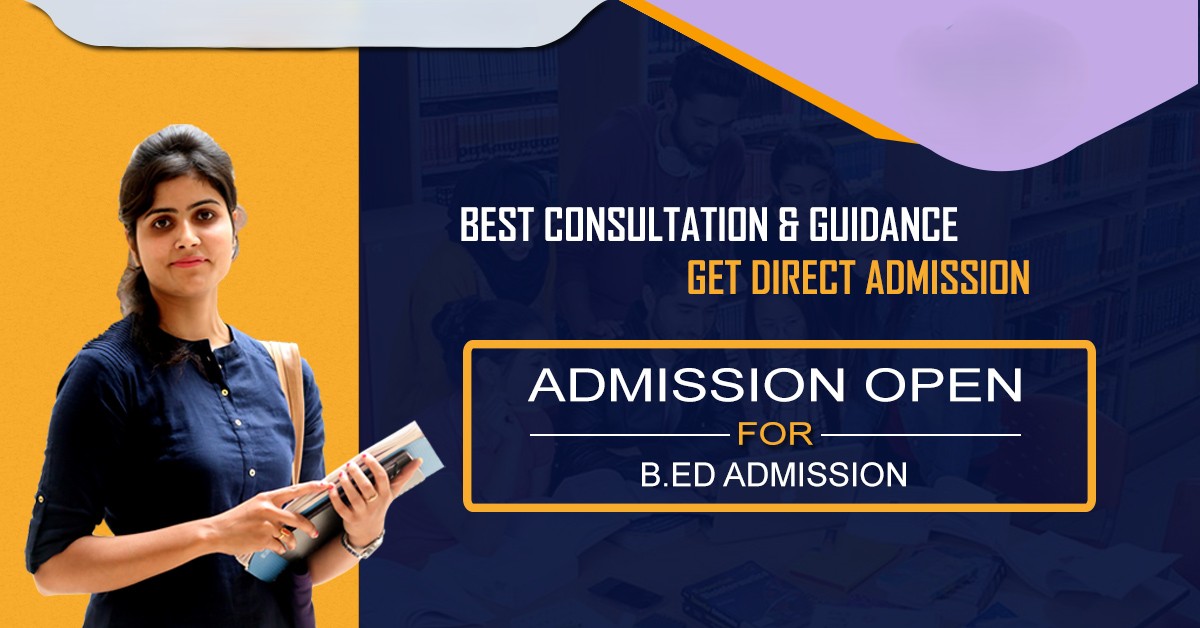 BEST CONSULTATION & GUIDANCE
GET DIRECT ADMISSION
ADMISSION OPEN
FOR
B.ED ADMISSION